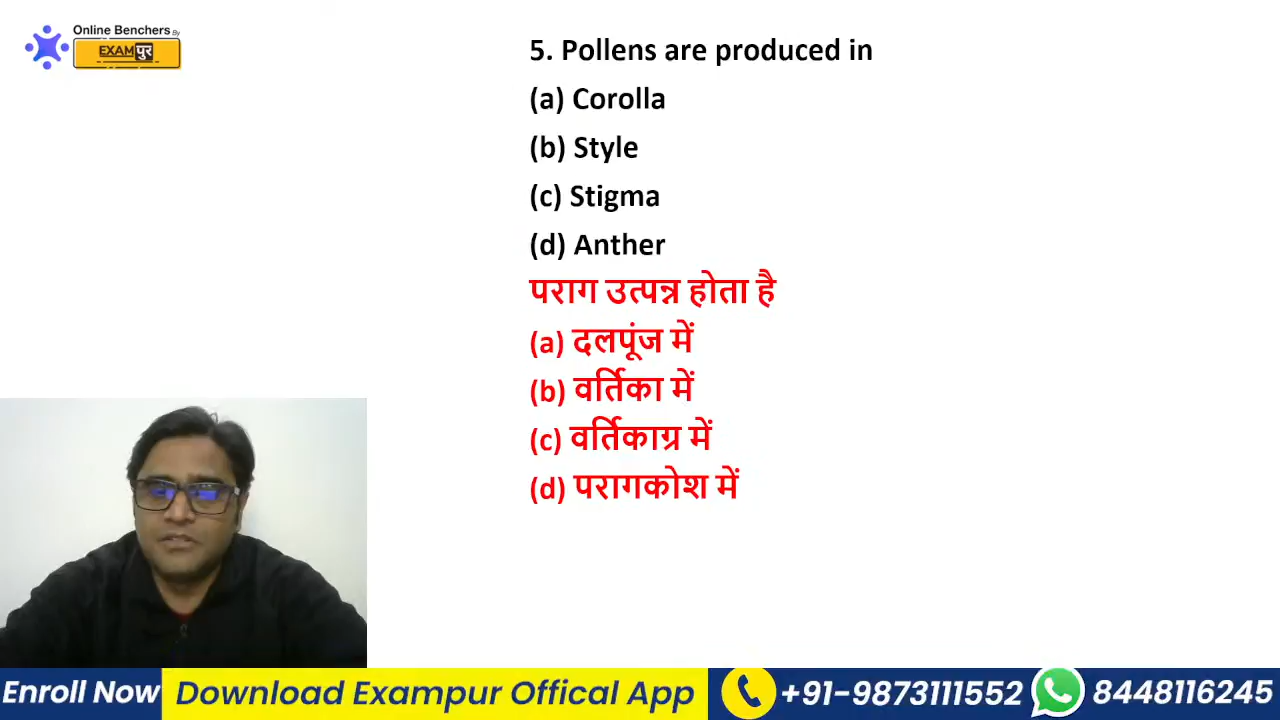 Online Benchers By
EXAMपुर
5. Pollens are produced in
(a) Corolla
(b) Style
(c) Stigma
(d) Anther
पराग उत्पन्न होता है
(a) दलपूंज में
(b) वर्तिका में
(c) वर्तिकाग्र में
(d) परागकोश में
Enroll Now Download Exampur Offical App +91-9873111552 8448116245